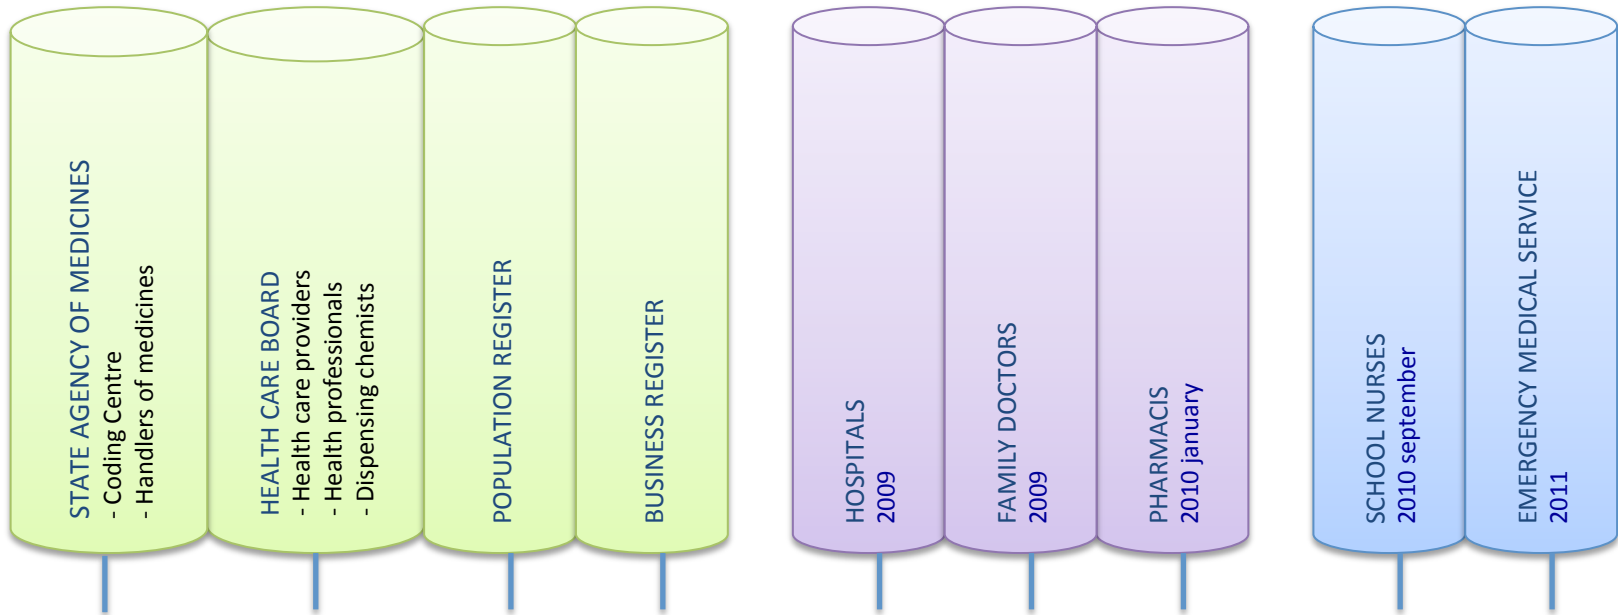 STATE AGENCY OF MEDICINES
- Coding Centre
- Handlers of medicines
HEALTH CARE BOARD
- Health care providers
- Health professionals
- Dispensing chemists
POPULATION REGISTER
BUSINESS REGISTER
HOSPITALS
2009
FAMILY DOCTORS
2009
PHARMACIS
2010 january
SCHOOL NURSES
2010 september
EMERGENCY MEDICAL SERVICE
2011